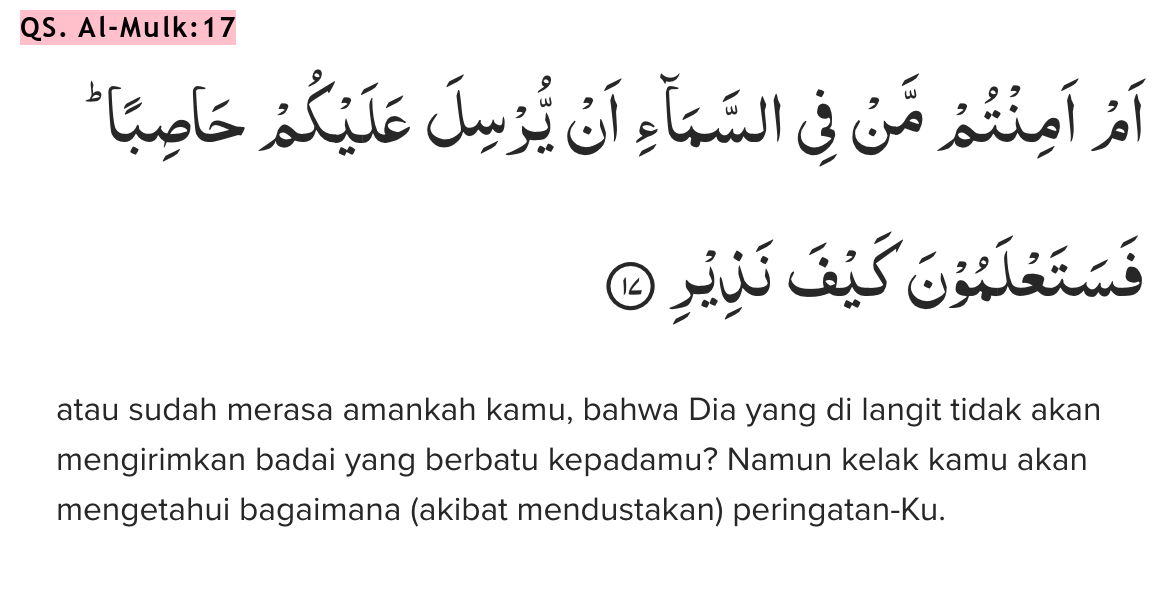 QS. Al-Mulk:17
اَمْ اَمِنْتُمْ مَّنْ فِى السَّمَاۤءِ اَنْ يُّرْسِلَ عَلَيْكُمْ حَاصِبًاۗ
فَسَتَعْلَمُوْنَ كَيْفَ نَذِيْرِ ١٧
atau sudah merasa amankah kamu, bahwa Dia yang di langit tidak akan
mengirimkan badai yang berbatu kepadamu? Namun kelak kamu akan
mengetahui bagaimana (akibat mendustakan) peringatan-Ku.